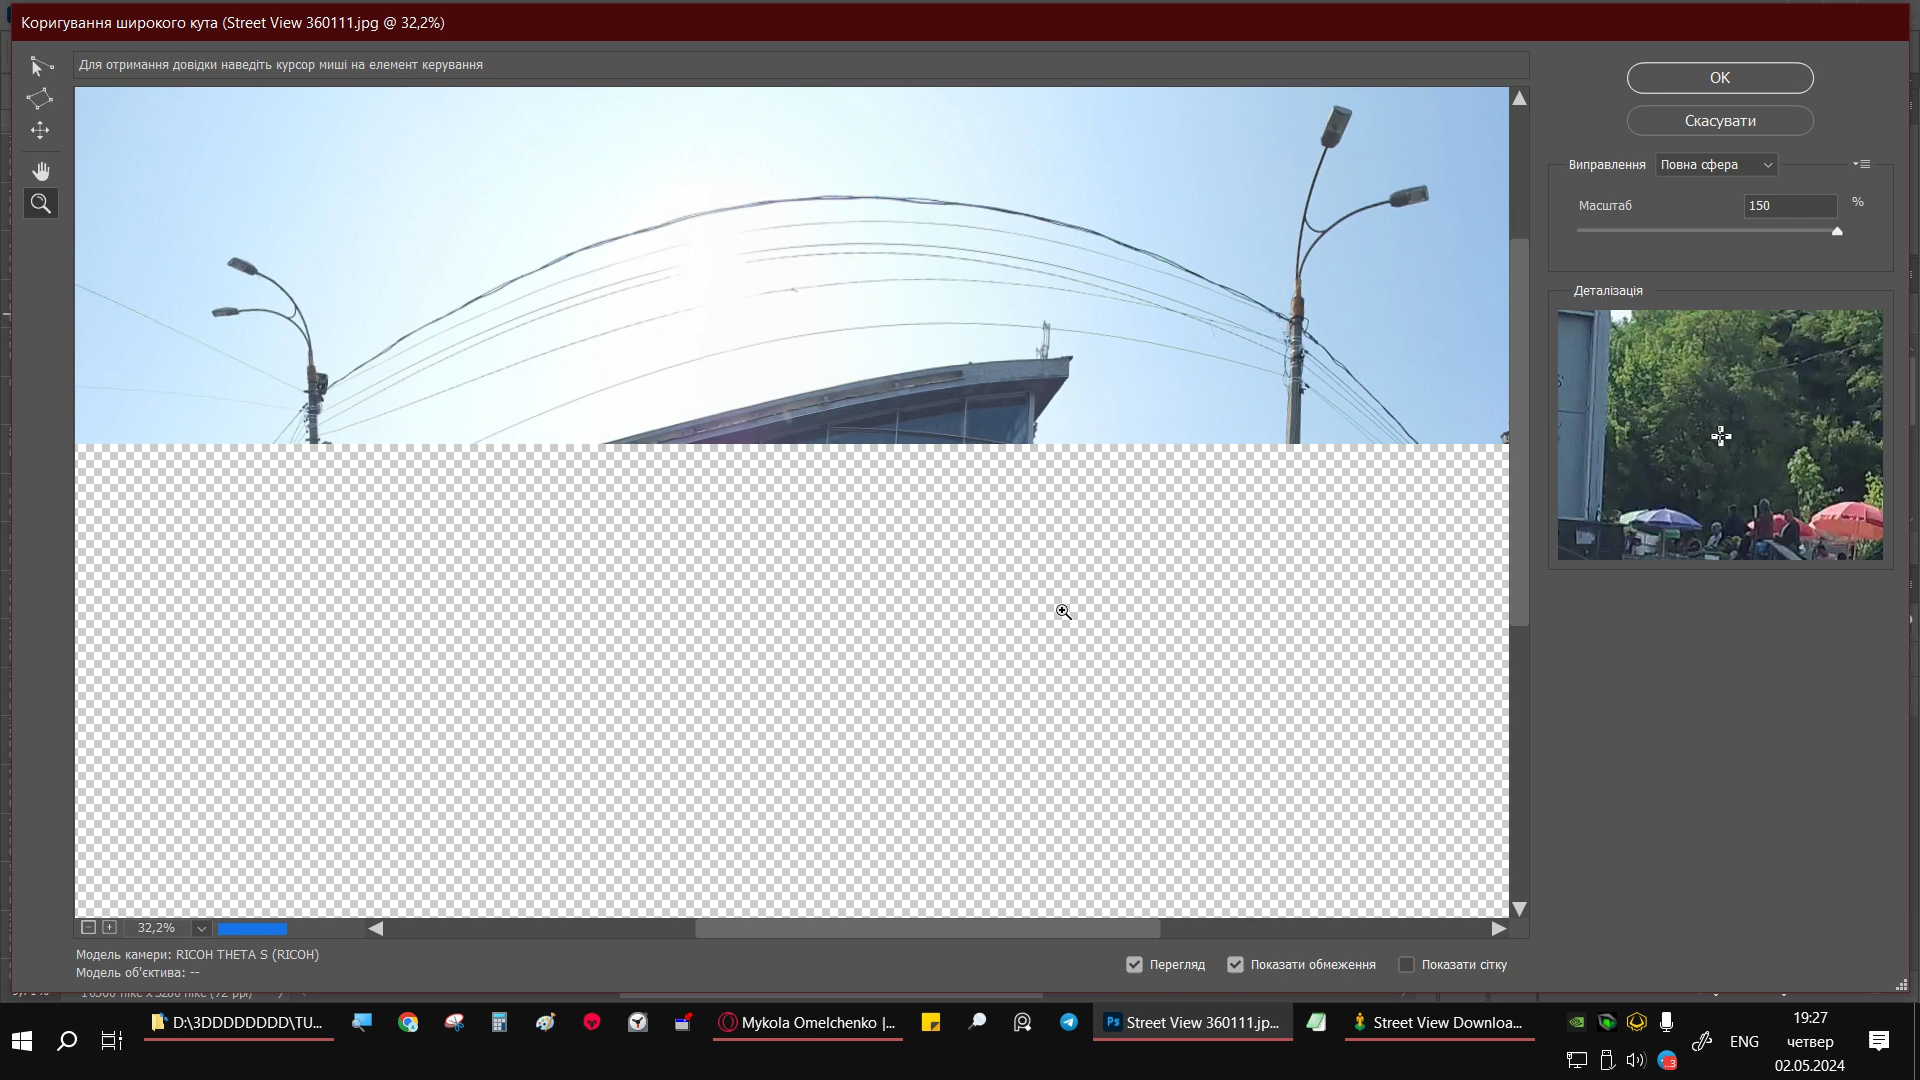 Коригування широкого кута (Street View 360111.jpg @ 32,2%)
Для отримання довідки наведіть курсор миші на елемент керування
OK
Скасувати
Виправлення Повна сфера
Масштаб 150 %
Деталізація
32,2%
Модель камери: RICOH THETA S (RICOH)
Модель об'єктива: --
Перегляд Показати обмеження Показати сітку
D:\3DDDDDDDD\TU...
Mykola Omelchenko |...
Ps Street View 360111.jp...
Street View Downloa...
ENG
19:27
четвер
02.05.2024
3